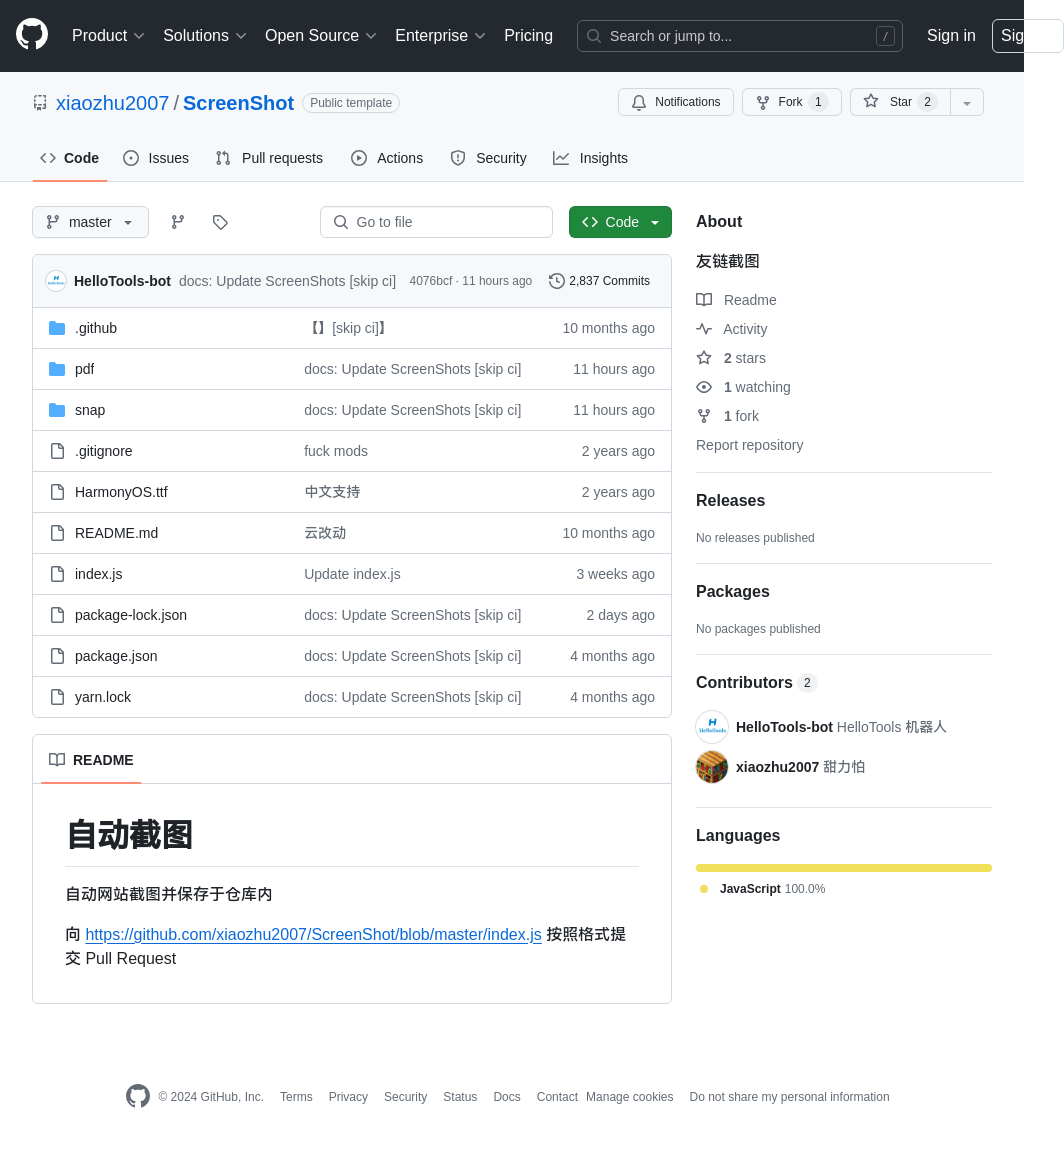 Product Solutions Open Source Enterprise Pricing Search or jump to... / Sign in Sig
xiaozhu2007 / ScreenShot Public template Notifications Fork 1 Star 2
Code Issues Pull requests Actions Security Insights
master Go to file Code
HelloTools-bot docs: Update ScreenShots [skip ci] 4076bcf · 11 hours ago 2,837 Commits
.github 【】[skip ci]】 10 months ago
pdf docs: Update ScreenShots [skip ci] 11 hours ago
snap docs: Update ScreenShots [skip ci] 11 hours ago
.gitignore fuck mods 2 years ago
HarmonyOS.ttf 中文支持 2 years ago
README.md 云改动 10 months ago
index.js Update index.js 3 weeks ago
package-lock.json docs: Update ScreenShots [skip ci] 2 days ago
package.json docs: Update ScreenShots [skip ci] 4 months ago
yarn.lock docs: Update ScreenShots [skip ci] 4 months ago
README
自动截图
自动网站截图并保存于仓库内
向 https://github.com/xiaozhu2007/ScreenShot/blob/master/index.js 按照格式提
交 Pull Request
About
友链截图
Readme
Activity
2 stars
1 watching
1 fork
Report repository
Releases
No releases published
Packages
No packages published
Contributors 2
HelloTools
HelloTools-bot HelloTools 机器人
xiaozhu2007 甜力怕
Languages
JavaScript 100.0%
© 2024 GitHub, Inc. Terms Privacy Security Status Docs Contact Manage cookies Do not share my personal information